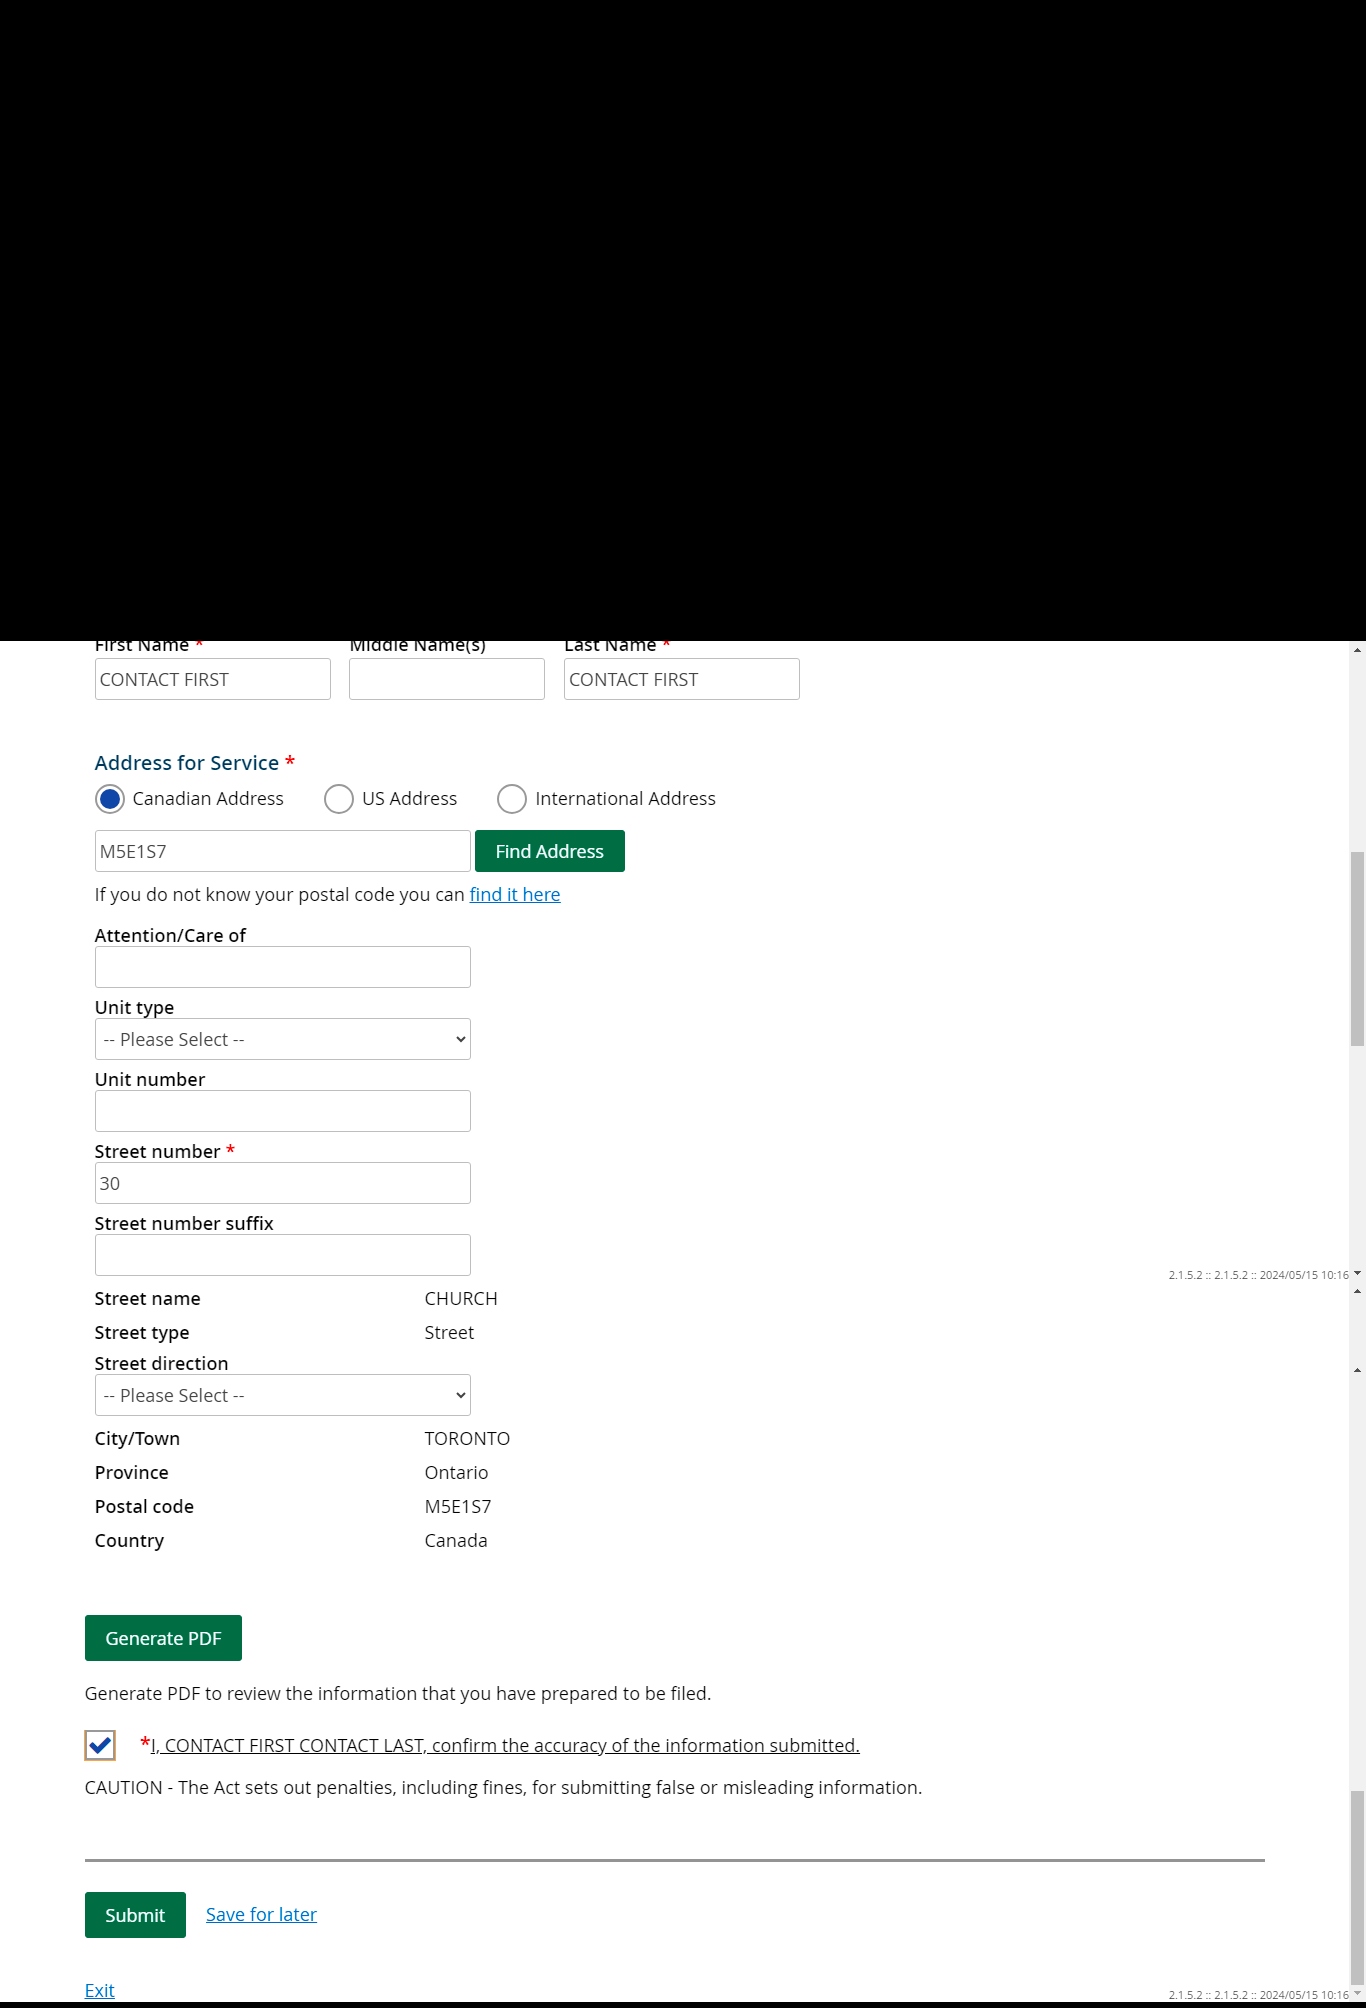 First Name * Middle Name(s) Last Name *
CONTACT FIRST CONTACT FIRST
Address for Service *
Canadian Address US Address International Address
M5E1S7 Find Address
If you do not know your postal code you can find it here
Attention/Care of
Unit type
-- Please Select --
Unit number
Street number *
30
Street number suffix
2.1.5.2 :: 2.1.5.2 :: 2024/05/15 10:16
Street name CHURCH
Street type Street
Street direction
-- Please Select --
City/Town TORONTO
Province Ontario
Postal code M5E1S7
Country Canada
Generate PDF
Generate PDF to review the information that you have prepared to be filed.
*I, CONTACT FIRST CONTACT LAST, confirm the accuracy of the information submitted.
CAUTION - The Act sets out penalties, including fines, for submitting false or misleading information.
Submit Save for later
Exit
2.1.5.2 :: 2.1.5.2 :: 2024/05/15 10:16